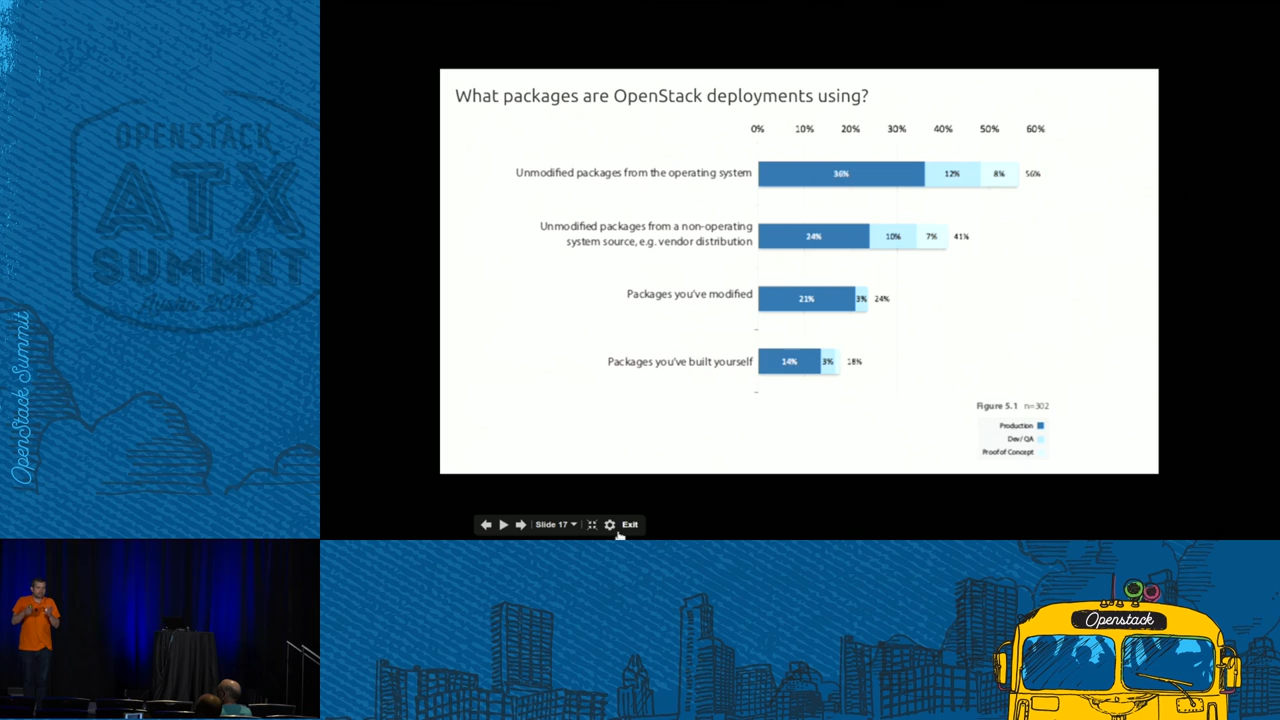 OPENSTACK
ATX
SUMMIT
OpenStack Summit
What packages are OpenStack deployments using?
0% 10% 20% 30% 40% 50% 60%
Unmodified packages from the operating system 36% 12% 8% 56%
Unmodified packages from a non-operating
system source, e.g. vendor distribution 24% 10% 7% 41%
Packages you've modified 21% 3% 24%
Packages you've built yourself 14% 3% 18%
Figure 5.1 n=302
Production
Dev/ QA
Proof of Concept
Slide 17 Exit
Openstack